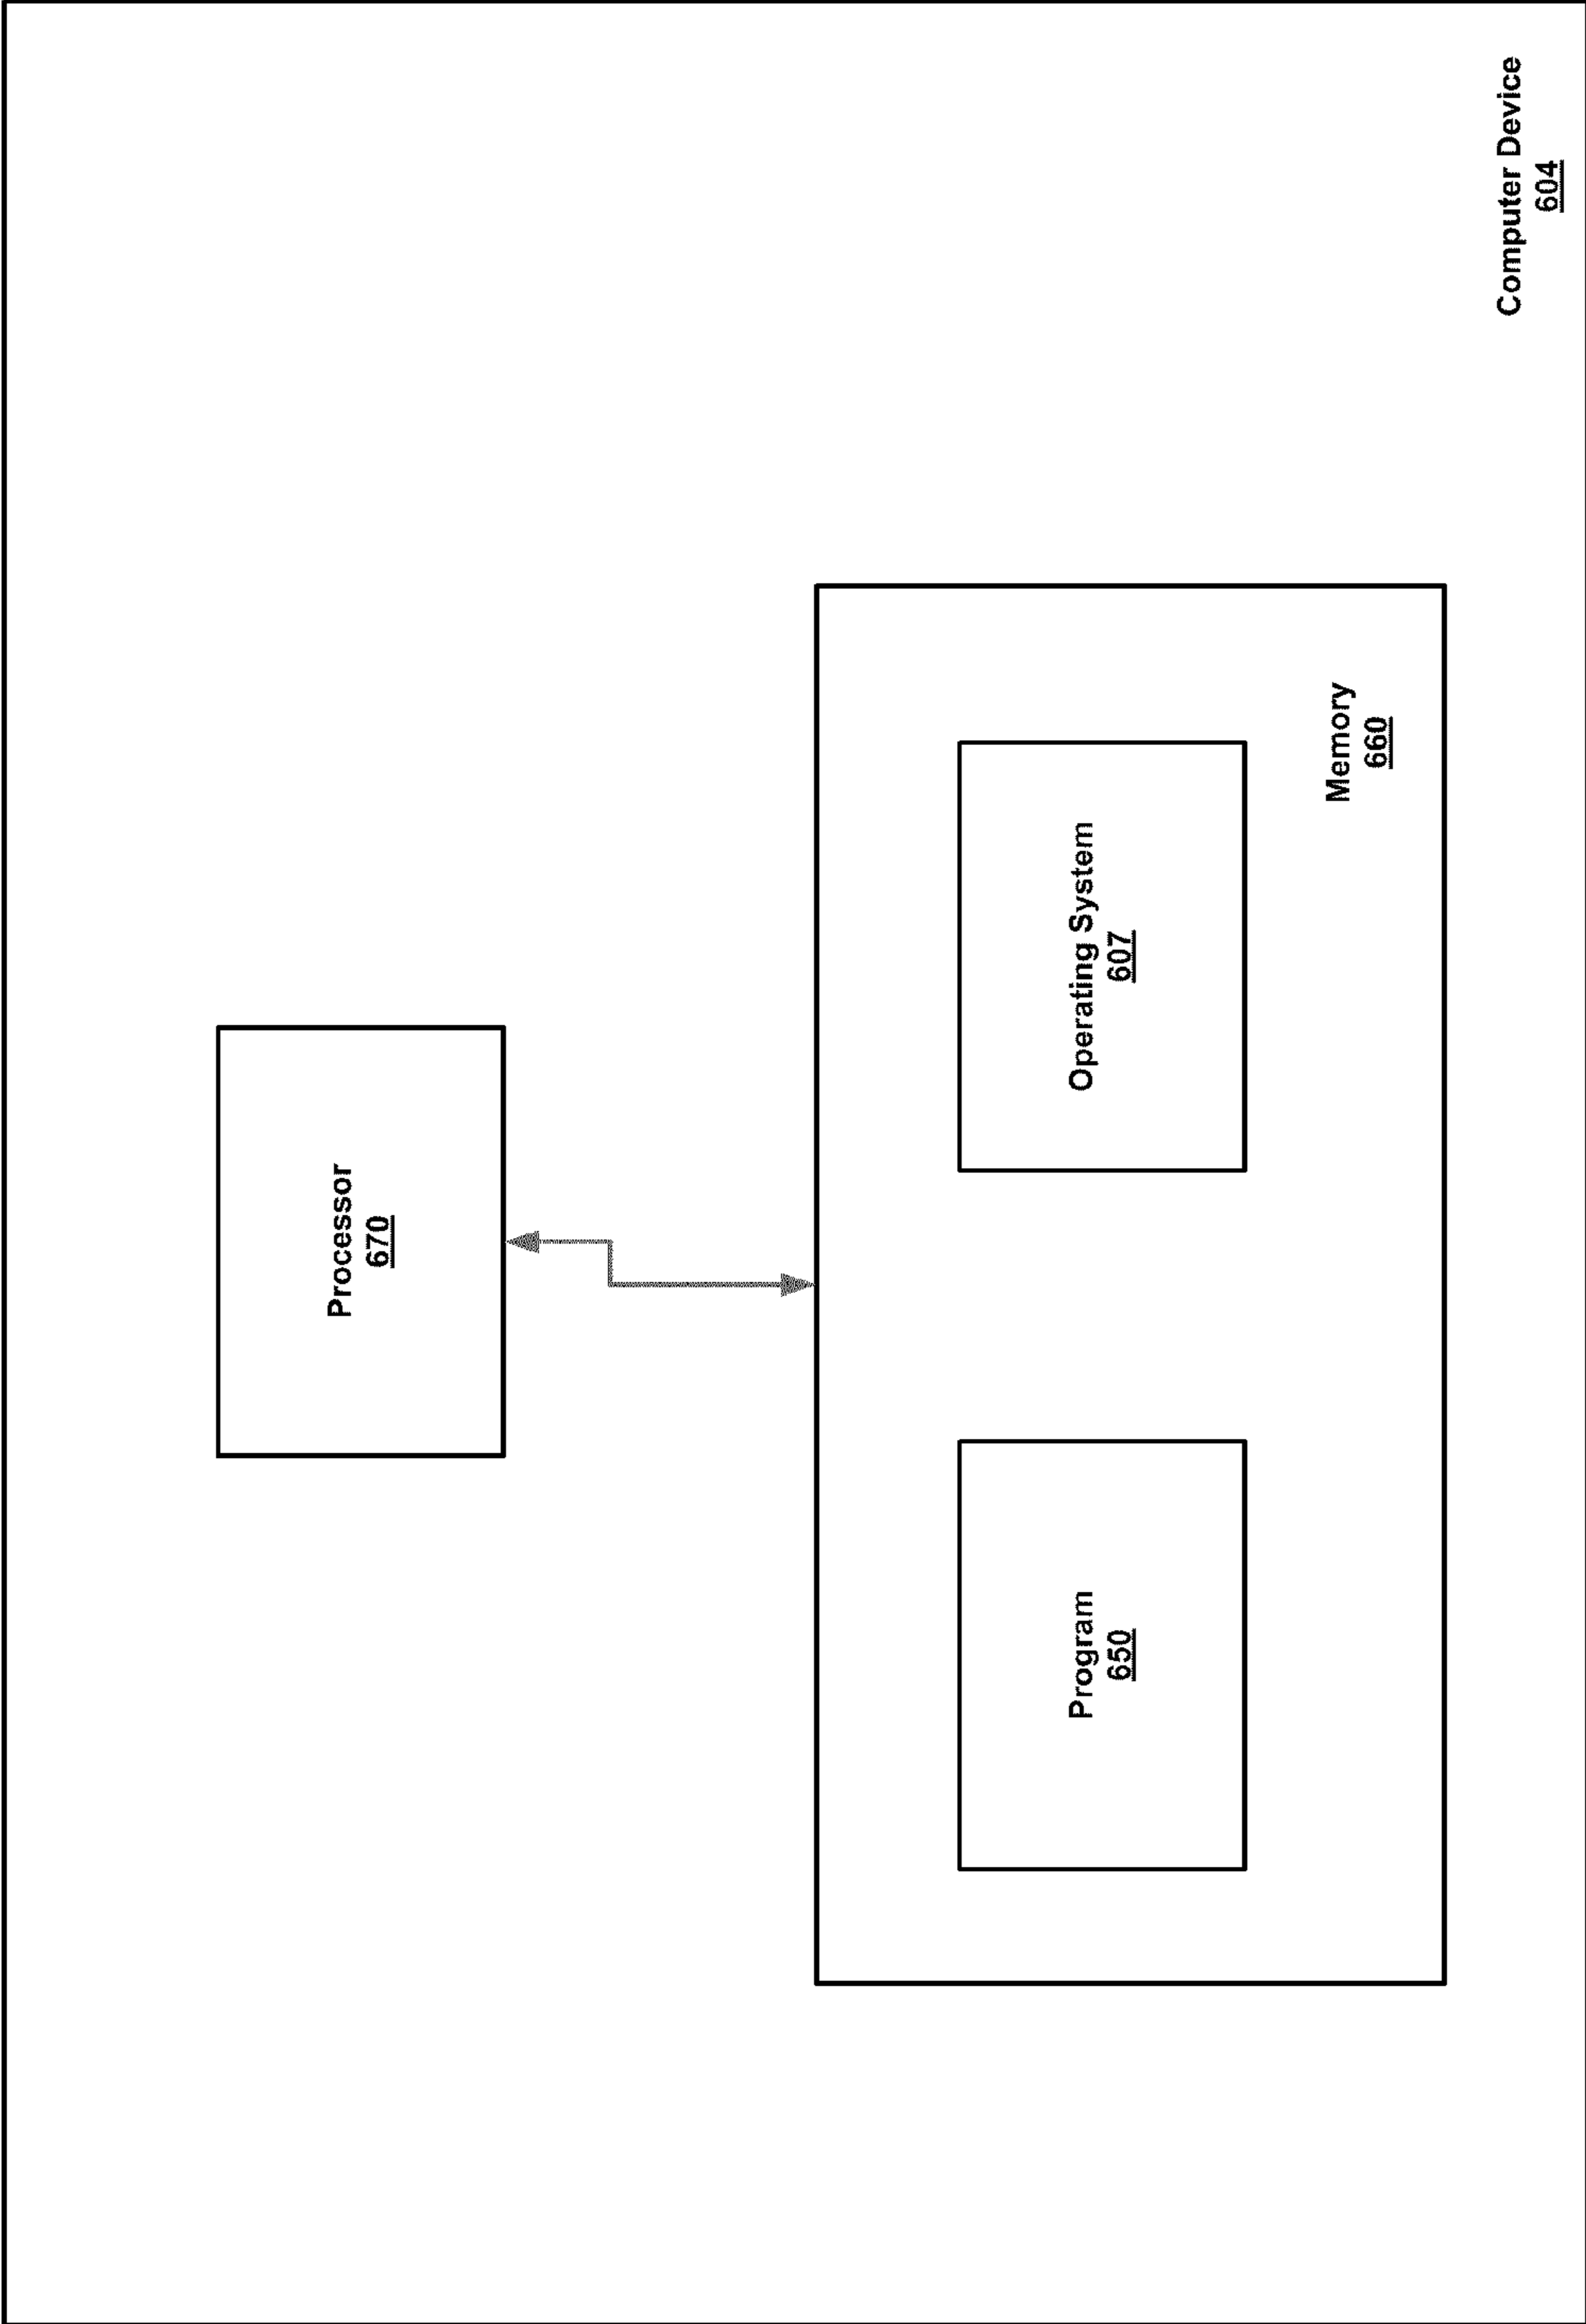 Processor
670
Program
650
Operating System
607
Memory
660
Computer Device
604